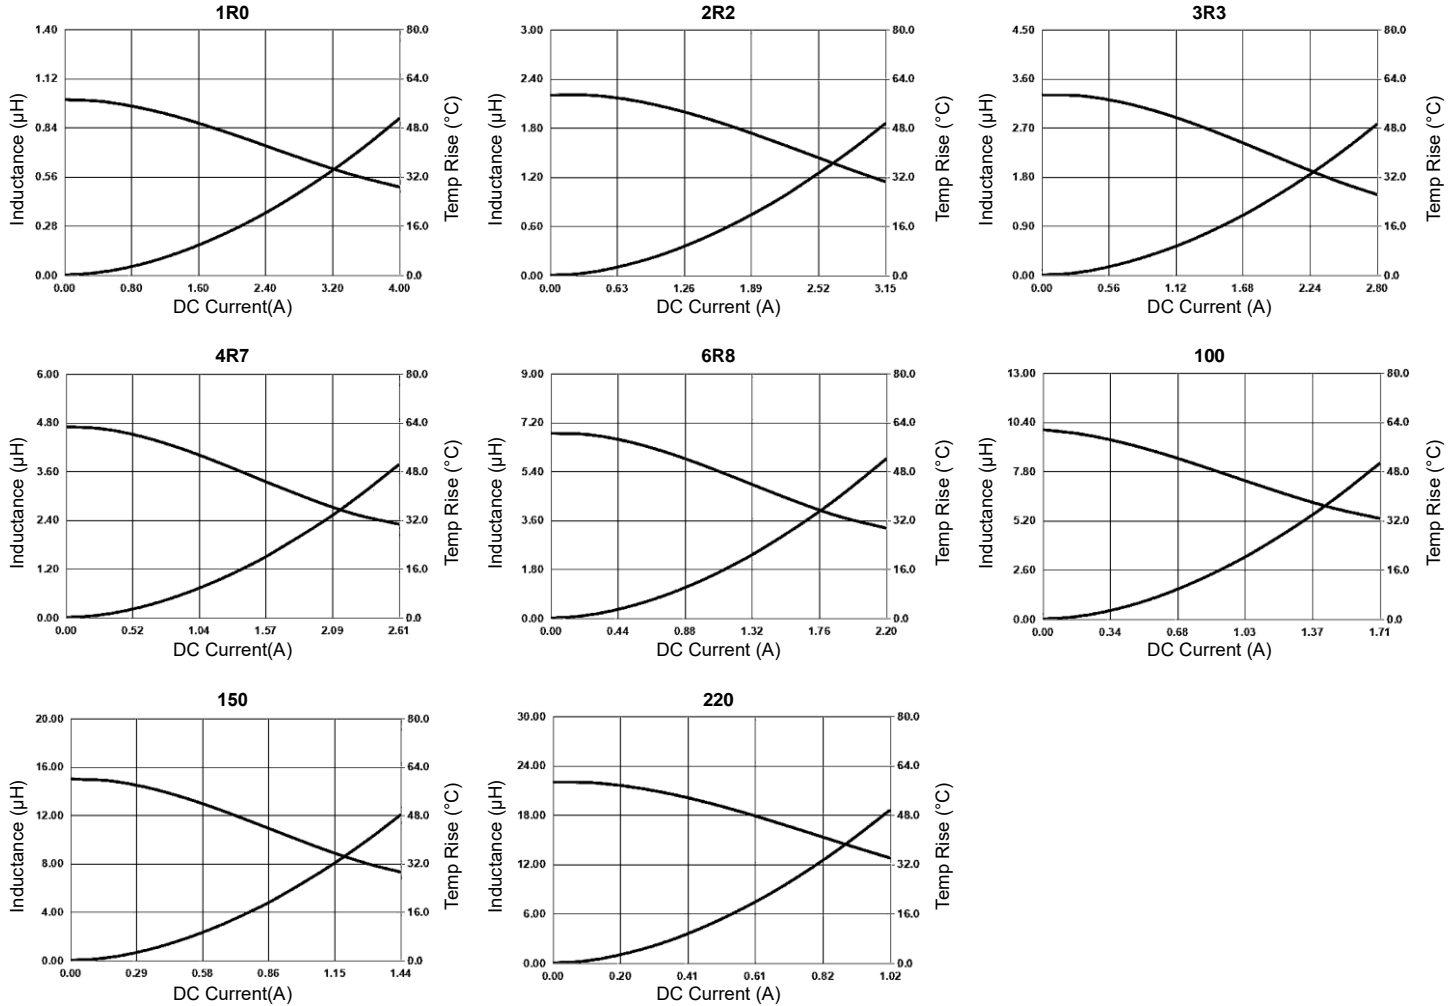 1R0
1.40
1.12
0.84
0.56
0.28
0.00
80.0
64.0
48.0
32.0
16.0
0.0
0.00 0.80 1.60 2.40 3.20 4.00
Inductance (µH)
Temp Rise (°C)
DC Current(A)
2R2
3.00
2.40
1.80
1.20
0.60
0.00
80.0
64.0
48.0
32.0
16.0
0.0
0.00 0.63 1.26 1.89 2.52 3.15
Inductance (µH)
Temp Rise (°C)
DC Current (A)
3R3
4.50
3.60
2.70
1.80
0.90
0.00
80.0
64.0
48.0
32.0
16.0
0.0
0.00 0.56 1.12 1.68 2.24 2.80
Inductance (µH)
Temp Rise (°C)
DC Current (A)
4R7
6.00
4.80
3.60
2.40
1.20
0.00
80.0
64.0
48.0
32.0
16.0
0.0
0.00 0.52 1.04 1.57 2.09 2.61
Inductance (µH)
Temp Rise (°C)
DC Current(A)
6R8
9.00
7.20
5.40
3.60
1.80
0.00
80.0
64.0
48.0
32.0
16.0
0.0
0.00 0.44 0.88 1.32 1.76 2.20
Inductance (µH)
Temp Rise (°C)
DC Current (A)
100
13.00
10.40
7.80
5.20
2.60
0.00
80.0
64.0
48.0
32.0
16.0
0.0
0.00 0.34 0.68 1.03 1.37 1.71
Inductance (µH)
Temp Rise (°C)
DC Current (A)
150
20.00
16.00
12.00
8.00
4.00
0.00
80.0
64.0
48.0
32.0
16.0
0.0
0.00 0.29 0.58 0.86 1.15 1.44
Inductance (µH)
Temp Rise (°C)
DC Current(A)
220
30.00
24.00
18.00
12.00
6.00
0.00
80.0
64.0
48.0
32.0
16.0
0.0
0.00 0.20 0.41 0.61 0.82 1.02
Inductance (µH)
Temp Rise (°C)
DC Current (A)